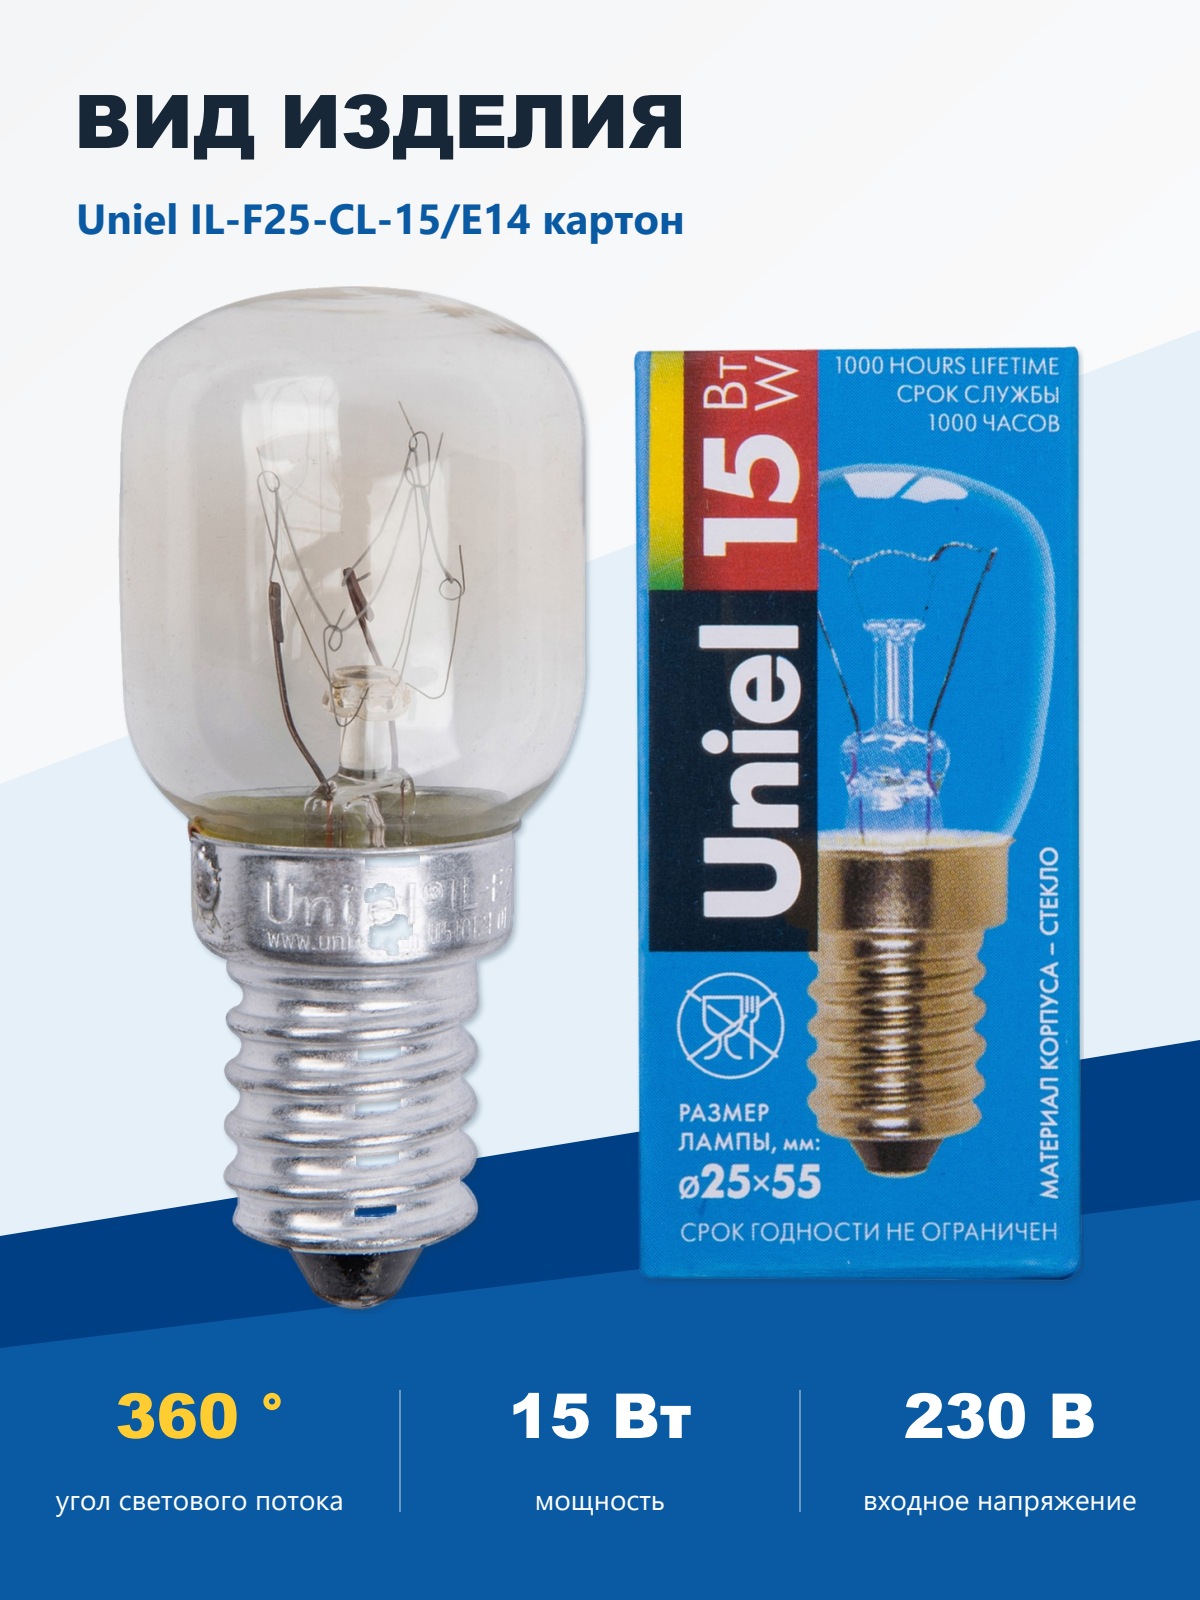 ВИД ИЗДЕЛИЯ
Uniel IL-F25-CL-15/E14 картон
1000 HOURS LIFETIME
СРОК СЛУЖБЫ
1000 ЧАСОВ
15 Вт
W
Uniel
МАТЕРИАЛ КОРПУСА – СТЕКЛО
РАЗМЕР
ЛАМПЫ, мм:
ø25×55
СРОК ГОДНОСТИ НЕ ОГРАНИЧЕН
Uniel®IL-F
360 °
угол светового потока
15 Вт
мощность
230 В
входное напряжение